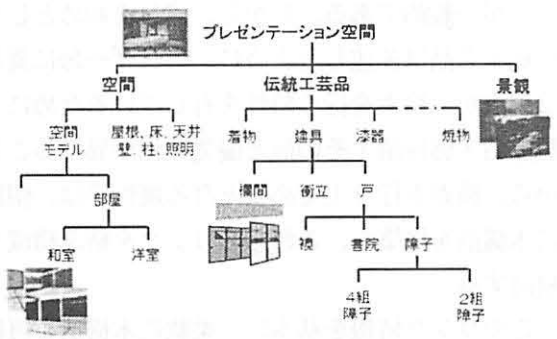 プレゼンテーション空間
空間 伝統工芸品 景観
空間
モデル
屋根、床、天井
壁、柱、照明
着物 建具 漆器 焼物
部屋
欄間 衝立 戸
和室 洋室
襖 書院 障子
4組
障子
2組
障子